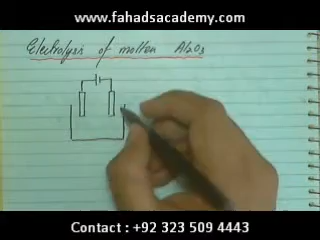 www.fahadsacademy.com
Electrolysis of molten Al₂O₃
Contact : +92 323 509 4443